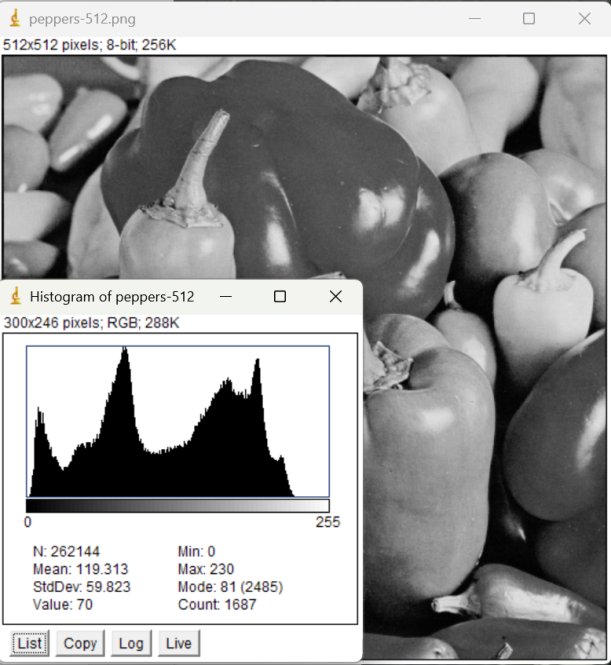 peppers-512.png
512x512 pixels; 8-bit; 256K
Histogram of peppers-512
300x246 pixels; RGB; 288K
0 255
N: 262144 Min: 0
Mean: 119.313 Max: 230
StdDev: 59.823 Mode: 81 (2485)
Value: 70 Count: 1687
List Copy Log Live